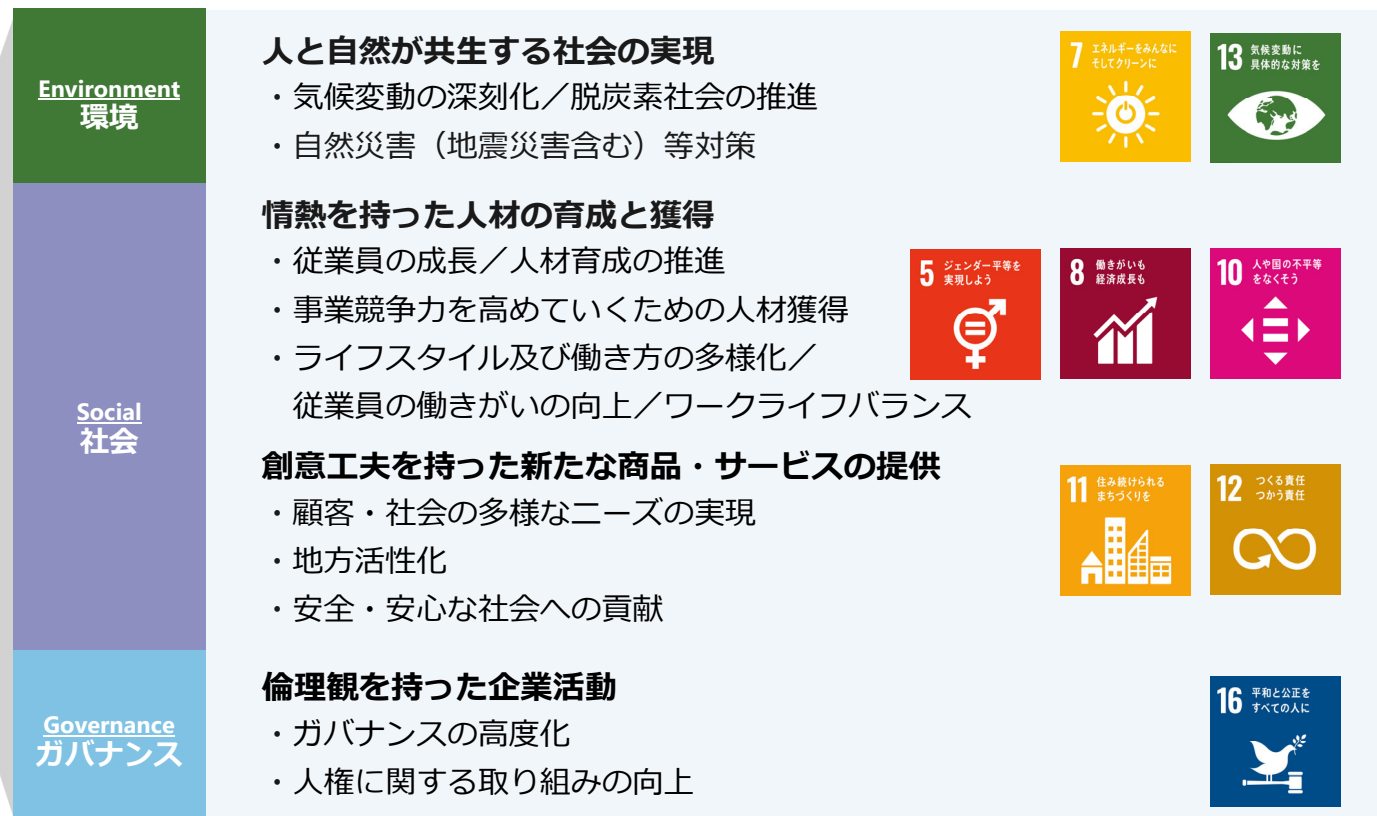 Environment
環境
人と自然が共生する社会の実現
・気候変動の深刻化／脱炭素社会の推進
・自然災害（地震災害含む）等対策
7 エネルギーをみんなに
そしてクリーンに
13 気候変動に
具体的な対策を
Social
社会
情熱を持った人材の育成と獲得
・従業員の成長／人材育成の推進
・事業競争力を高めていくための人材獲得
・ライフスタイル及び働き方の多様化／
従業員の働きがいの向上／ワークライフバランス
5 ジェンダー平等を
実現しよう
8 働きがいも
経済成長も
10 人や国の不平等
をなくそう
創意工夫を持った新たな商品・サービスの提供
・顧客・社会の多様なニーズの実現
・地方活性化
・安全・安心な社会への貢献
11 住み続けられる
まちづくりを
12 つくる責任
つかう責任
Governance
ガバナンス
倫理観を持った企業活動
・ガバナンスの高度化
・人権に関する取り組みの向上
16 平和と公正を
すべての人に